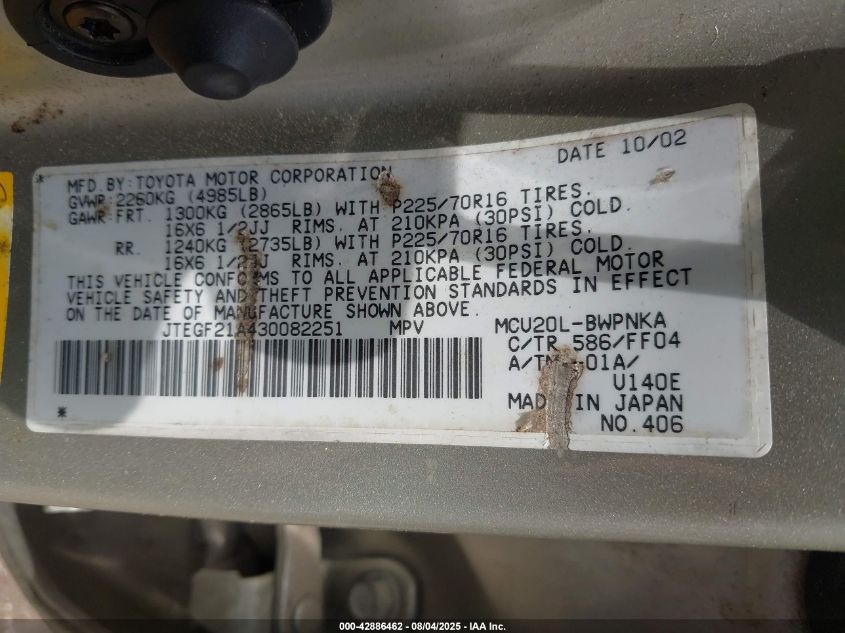 DATE 10/02
MFD. BY: TOYOTA MOTOR CORPORATION
GVWR: 2260KG (4985LB)
GAWR: FRT. 1300KG (2865LB) WITH P225/70R16 TIRES.
16X6 1/2JJ RIMS. AT 210KPA (30PSI) COLD.
RR. 1240KG (2735LB) WITH P225/70R16 TIRES.
16X6 1/2JJ RIMS. AT 210KPA (30PSI) COLD.
THIS VEHICLE CONFORMS TO ALL APPLICABLE FEDERAL MOTOR
VEHICLE SAFETY AND THEFT PREVENTION STANDARDS IN EFFECT
ON THE DATE OF MANUFACTURE SHOWN ABOVE.
JTEGF21A430082251 MPV MCU20L-BWPNKA
C/TR 586/FF04
-01A/
U140E
MADE IN JAPAN
NO. 406
000-42886462 - 08/04/2025 - IAA Inc.